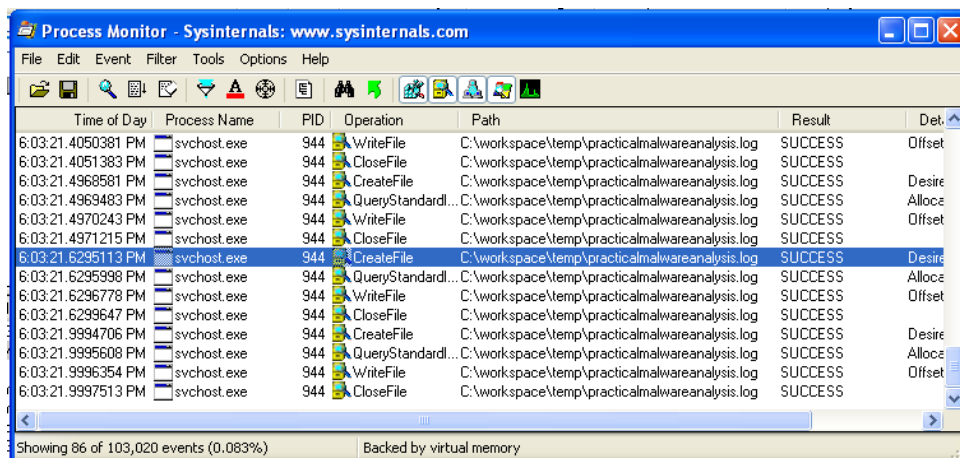 Process Monitor - Sysinternals: www.sysinternals.com
File Edit Event Filter Tools Options Help
Time of Day Process Name PID Operation Path Result Det
6:03:21.4050381 PM svchost.exe 944 WriteFile C:\workspace\temp\practicalmalwareanalysis.log SUCCESS Offset
6:03:21.4051383 PM svchost.exe 944 CloseFile C:\workspace\temp\practicalmalwareanalysis.log SUCCESS
6:03:21.4968581 PM svchost.exe 944 CreateFile C:\workspace\temp\practicalmalwareanalysis.log SUCCESS Desire
6:03:21.4969483 PM svchost.exe 944 QueryStandardI... C:\workspace\temp\practicalmalwareanalysis.log SUCCESS Alloca
6:03:21.4970243 PM svchost.exe 944 WriteFile C:\workspace\temp\practicalmalwareanalysis.log SUCCESS Offset
6:03:21.4971215 PM svchost.exe 944 CloseFile C:\workspace\temp\practicalmalwareanalysis.log SUCCESS
6:03:21.6295113 PM svchost.exe 944 CreateFile C:\workspace\temp\practicalmalwareanalysis.log SUCCESS Desire
6:03:21.6295998 PM svchost.exe 944 QueryStandardI... C:\workspace\temp\practicalmalwareanalysis.log SUCCESS Alloca
6:03:21.6296778 PM svchost.exe 944 WriteFile C:\workspace\temp\practicalmalwareanalysis.log SUCCESS Offset
6:03:21.6299647 PM svchost.exe 944 CloseFile C:\workspace\temp\practicalmalwareanalysis.log SUCCESS
6:03:21.9994706 PM svchost.exe 944 CreateFile C:\workspace\temp\practicalmalwareanalysis.log SUCCESS Desire
6:03:21.9995608 PM svchost.exe 944 QueryStandardI... C:\workspace\temp\practicalmalwareanalysis.log SUCCESS Alloca
6:03:21.9996354 PM svchost.exe 944 WriteFile C:\workspace\temp\practicalmalwareanalysis.log SUCCESS Offset
6:03:21.9997513 PM svchost.exe 944 CloseFile C:\workspace\temp\practicalmalwareanalysis.log SUCCESS
Showing 86 of 103,020 events (0.083%) Backed by virtual memory